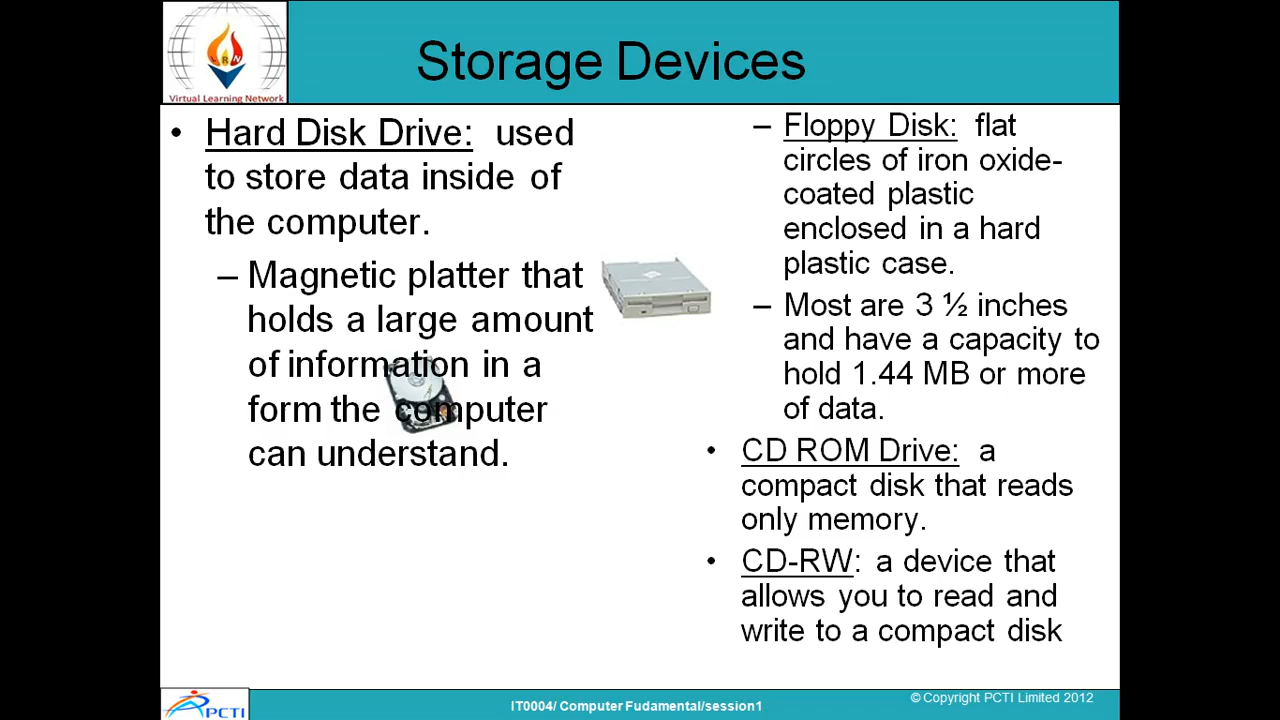 Storage Devices
Virtual Learning Network
• Hard Disk Drive: used
to store data inside of
the computer.
– Magnetic platter that
holds a large amount
of information in a
form the computer
can understand.
– Floppy Disk: flat
circles of iron oxide-
coated plastic
enclosed in a hard
plastic case.
– Most are 3 ½ inches
and have a capacity to
hold 1.44 MB or more
of data.
• CD ROM Drive: a
compact disk that reads
only memory.
• CD-RW: a device that
allows you to read and
write to a compact disk
PCTI
IT0004/ Computer Fudamental/session1
© Copyright PCTI Limited 2012